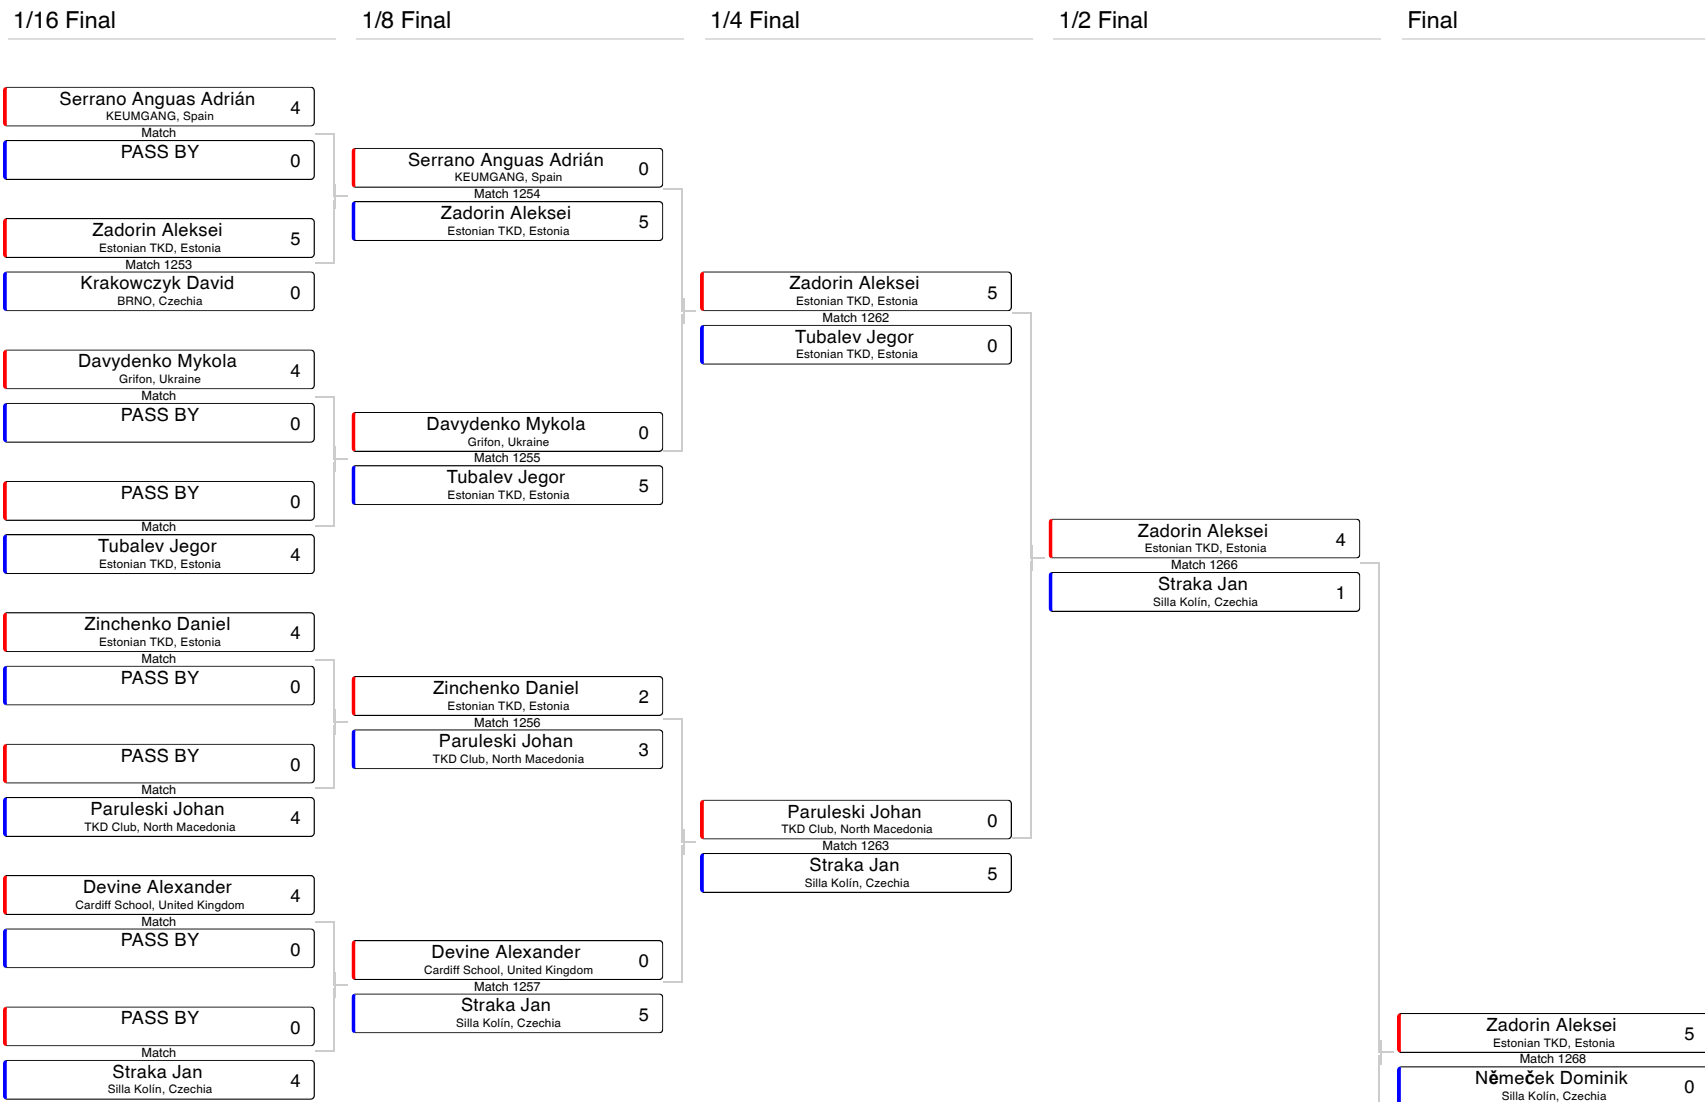 1/16 Final
1/8 Final
1/4 Final
1/2 Final
Final
Serrano Anguas Adrián 4
KEUMGANG, Spain
Match
PASS BY 0
Zadorin Aleksei 5
Estonian TKD, Estonia
Match 1253
Krakowczyk David 0
BRNO, Czechia
Davydenko Mykola 4
Grifon, Ukraine
Match
PASS BY 0
PASS BY 0
Match
Tubalev Jegor 4
Estonian TKD, Estonia
Zinchenko Daniel 4
Estonian TKD, Estonia
Match
PASS BY 0
PASS BY 0
Match
Paruleski Johan 4
TKD Club, North Macedonia
Devine Alexander 4
Cardiff School, United Kingdom
Match
PASS BY 0
PASS BY 0
Match
Straka Jan 4
Silla Kolín, Czechia
Serrano Anguas Adrián 0
KEUMGANG, Spain
Match 1254
Zadorin Aleksei 5
Estonian TKD, Estonia
Davydenko Mykola 0
Grifon, Ukraine
Match 1255
Tubalev Jegor 5
Estonian TKD, Estonia
Zinchenko Daniel 2
Estonian TKD, Estonia
Match 1256
Paruleski Johan 3
TKD Club, North Macedonia
Devine Alexander 0
Cardiff School, United Kingdom
Match 1257
Straka Jan 5
Silla Kolín, Czechia
Zadorin Aleksei 5
Estonian TKD, Estonia
Match 1262
Tubalev Jegor 0
Estonian TKD, Estonia
Paruleski Johan 0
TKD Club, North Macedonia
Match 1263
Straka Jan 5
Silla Kolín, Czechia
Zadorin Aleksei 4
Estonian TKD, Estonia
Match 1266
Straka Jan 1
Silla Kolín, Czechia
Zadorin Aleksei 5
Estonian TKD, Estonia
Match 1268
Němeček Dominik 0
Silla Kolín, Czechia